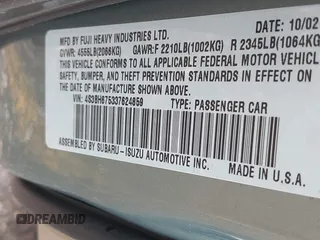 DATE: 10/02
MFD. BY FUJI HEAVY INDUSTRIES LTD.
GVWR: 4555LB(2066KG) GAWR:F 2210LB(1002KG) R 2345LB(1064KG
THIS VEHICLE CONFORMS TO ALL APPLICABLE FEDERAL MOTOR VEHICLE
SAFETY, BUMPER, AND THEFT PREVENTION STANDARDS IN EFFECT
ON THE DATE OF MANUFACTURE SHOWN ABOVE.
VIN: 4S3BH675337624659 TYPE: PASSENGER CAR
BY SUBARU-ISUZU AUTOMOTIVE INC.
MADE IN U.S.A.
DREAMBID